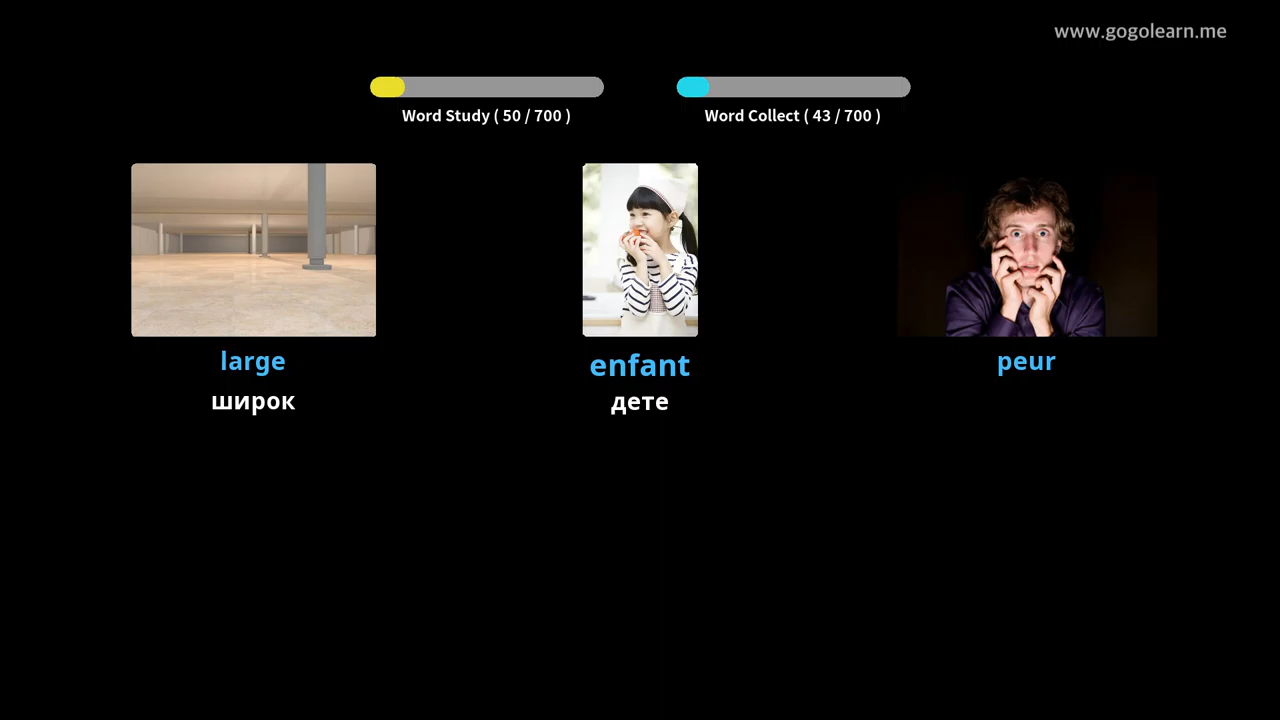 www.gogolearn.me
Word Study ( 50 / 700 )
Word Collect ( 43 / 700 )
large
enfant
peur
широк
дете